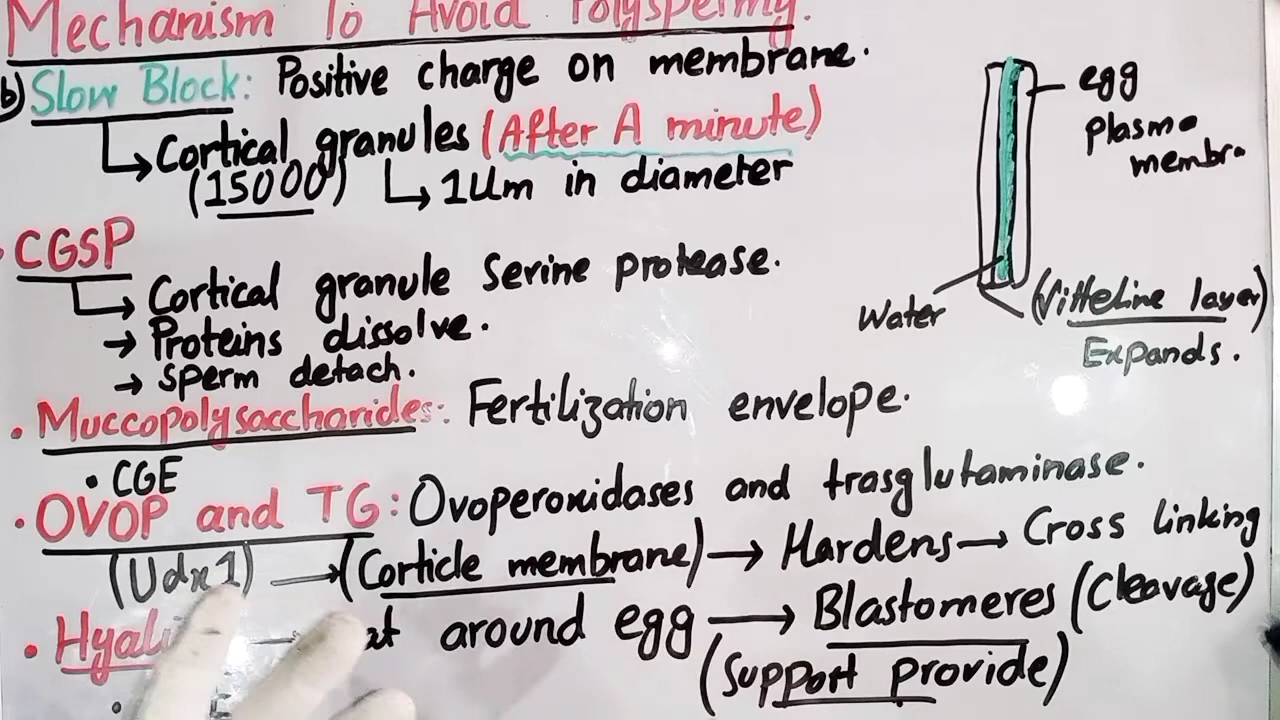 Mechanism To Avoid Polyspermy.
b) Slow Block: Positive charge on membrane.
Cortical granules (After A minute)
(15000) 1Um in diameter
CGSP
Cortical granule Serine protease.
→ Proteins dissolve.
→ sperm detach.
• Muccopolysaccharides: Fertilization envelope.
• CGE
• OVOP and TG: Ovoperoxidases and trasglutaminase.
(Udx1) → (Corticle membrane) → Hardens → Cross linking
• Hyali → around egg → Blastomeres (Cleavage)
(Support provide)
egg
Plasma
membra
Water
(Vitteline layer)
Expands.